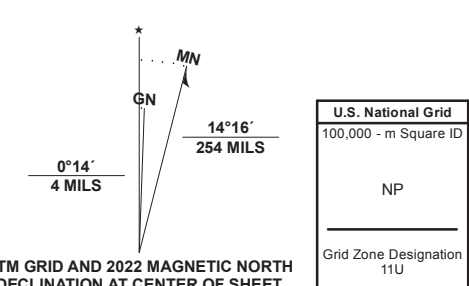 ★
MN
GN
14°16´
254 MILS
0°14´
4 MILS
TM GRID AND 2022 MAGNETIC NORTH
DECLINATION AT CENTER OF SHEET
U.S. National Grid
100,000 - m Square ID
NP
Grid Zone Designation
11U